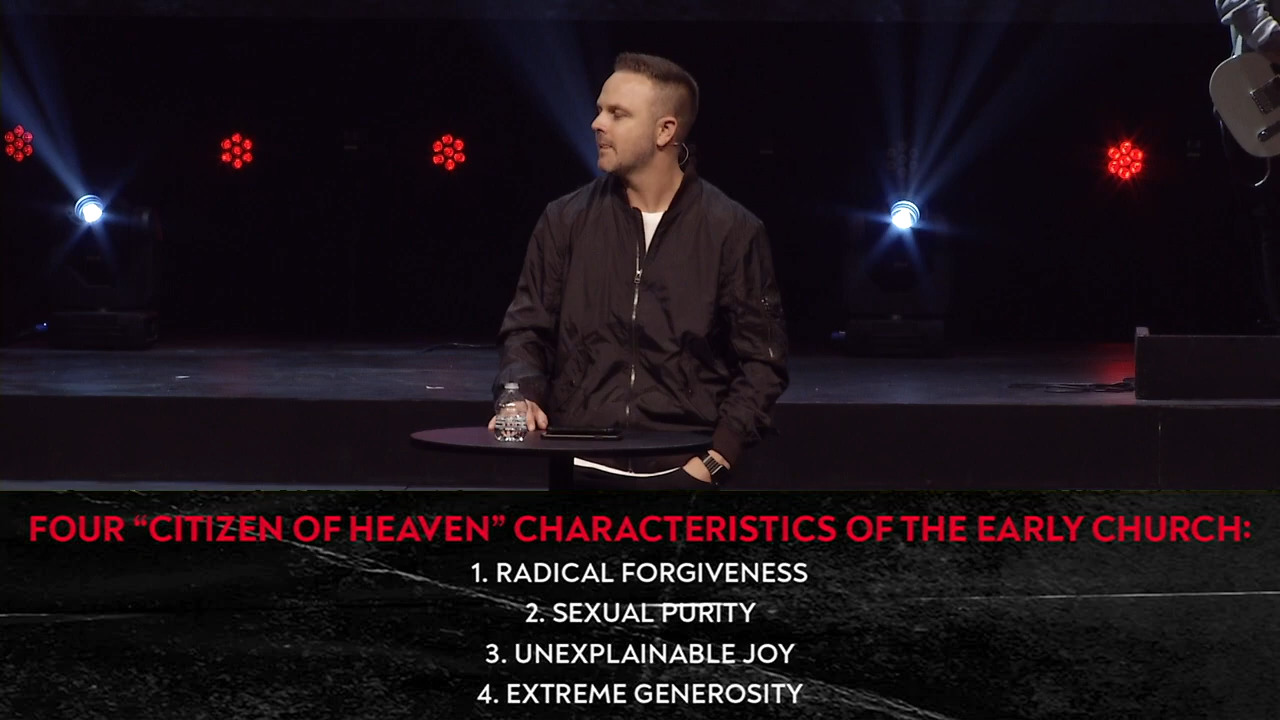 FOUR “CITIZEN OF HEAVEN” CHARACTERISTICS OF THE EARLY CHURCH:
1. RADICAL FORGIVENESS
2. SEXUAL PURITY
3. UNEXPLAINABLE JOY
4. EXTREME GENEROSITY